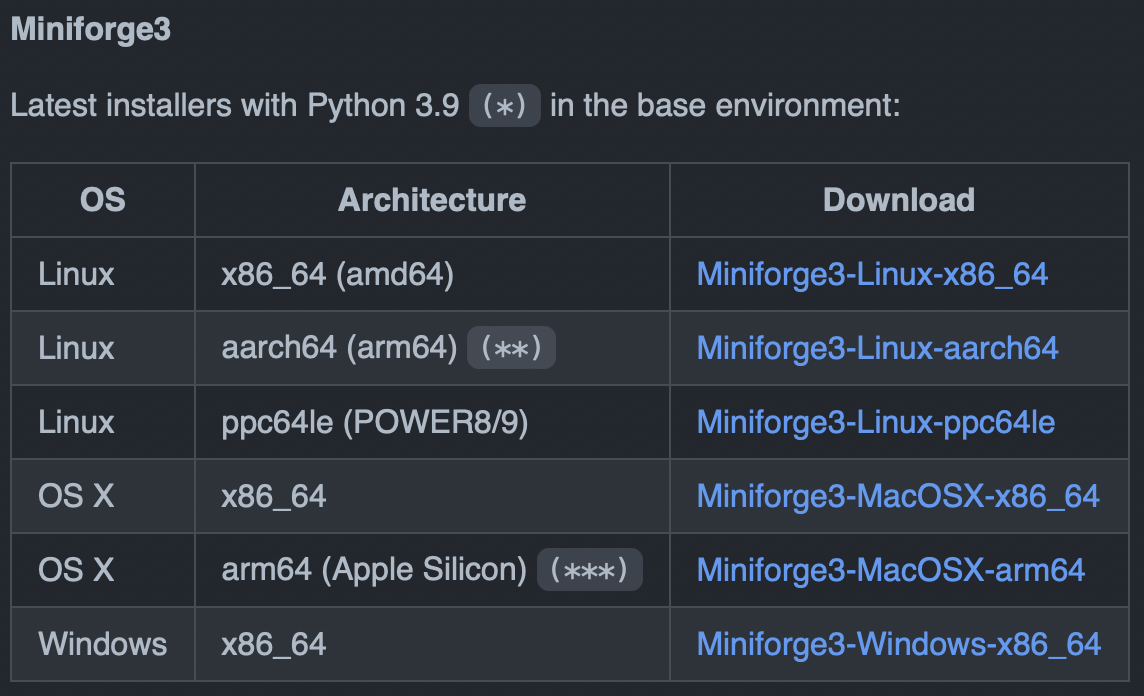 Miniforge3
Latest installers with Python 3.9 (*) in the base environment:
OS Architecture Download
Linux x86_64 (amd64) Miniforge3-Linux-x86_64
Linux aarch64 (arm64) (**) Miniforge3-Linux-aarch64
Linux ppc64le (POWER8/9) Miniforge3-Linux-ppc64le
OS X x86_64 Miniforge3-MacOSX-x86_64
OS X arm64 (Apple Silicon) (***) Miniforge3-MacOSX-arm64
Windows x86_64 Miniforge3-Windows-x86_64